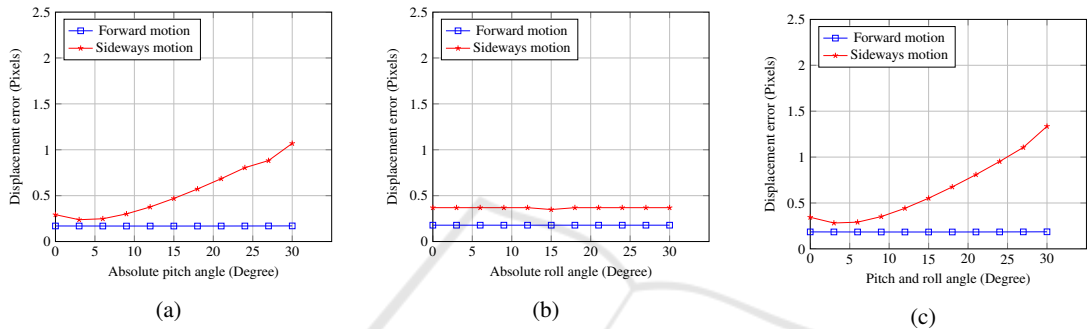 2.5
2
1.5
1
0.5
0
0 5 10 15 20 25 30
Displacement error (Pixels)
Absolute pitch angle (Degree)
Forward motion
Sideways motion
(a)
2.5
2
1.5
1
0.5
0
0 5 10 15 20 25 30
Displacement error (Pixels)
Absolute roll angle (Degree)
Forward motion
Sideways motion
(b)
2.5
2
1.5
1
0.5
0
0 5 10 15 20 25 30
Displacement error (Pixels)
Pitch and roll angle (Degree)
Forward motion
Sideways motion
(c)